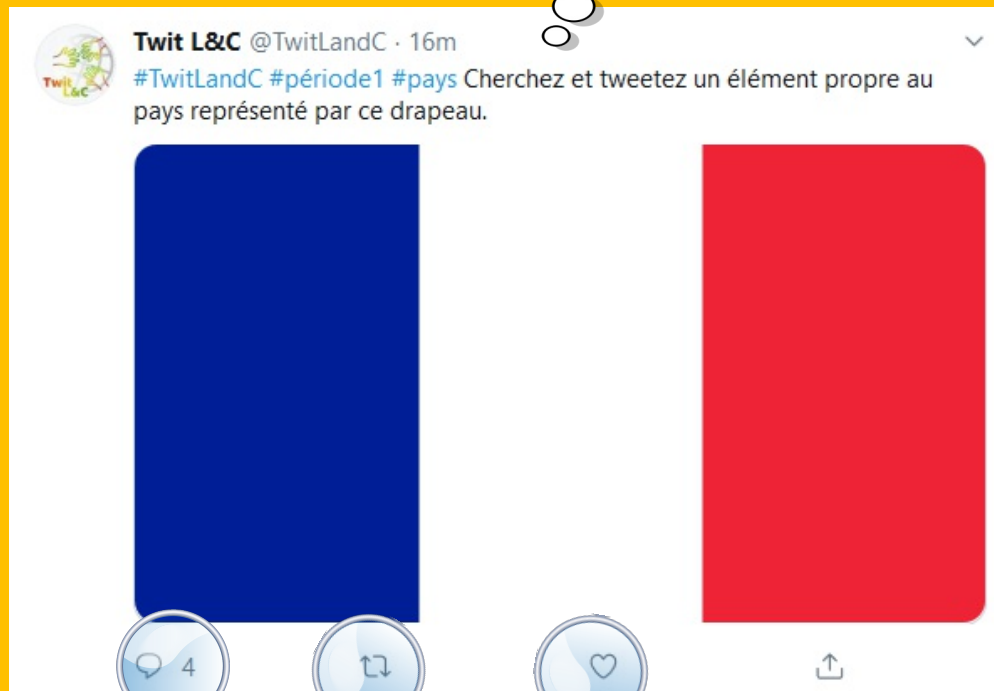 Twit L&C @TwitLandC · 16m
Twit
L&C
#TwitLandC #période1 #pays Cherchez et tweetez un élément propre au
pays représenté par ce drapeau.
4